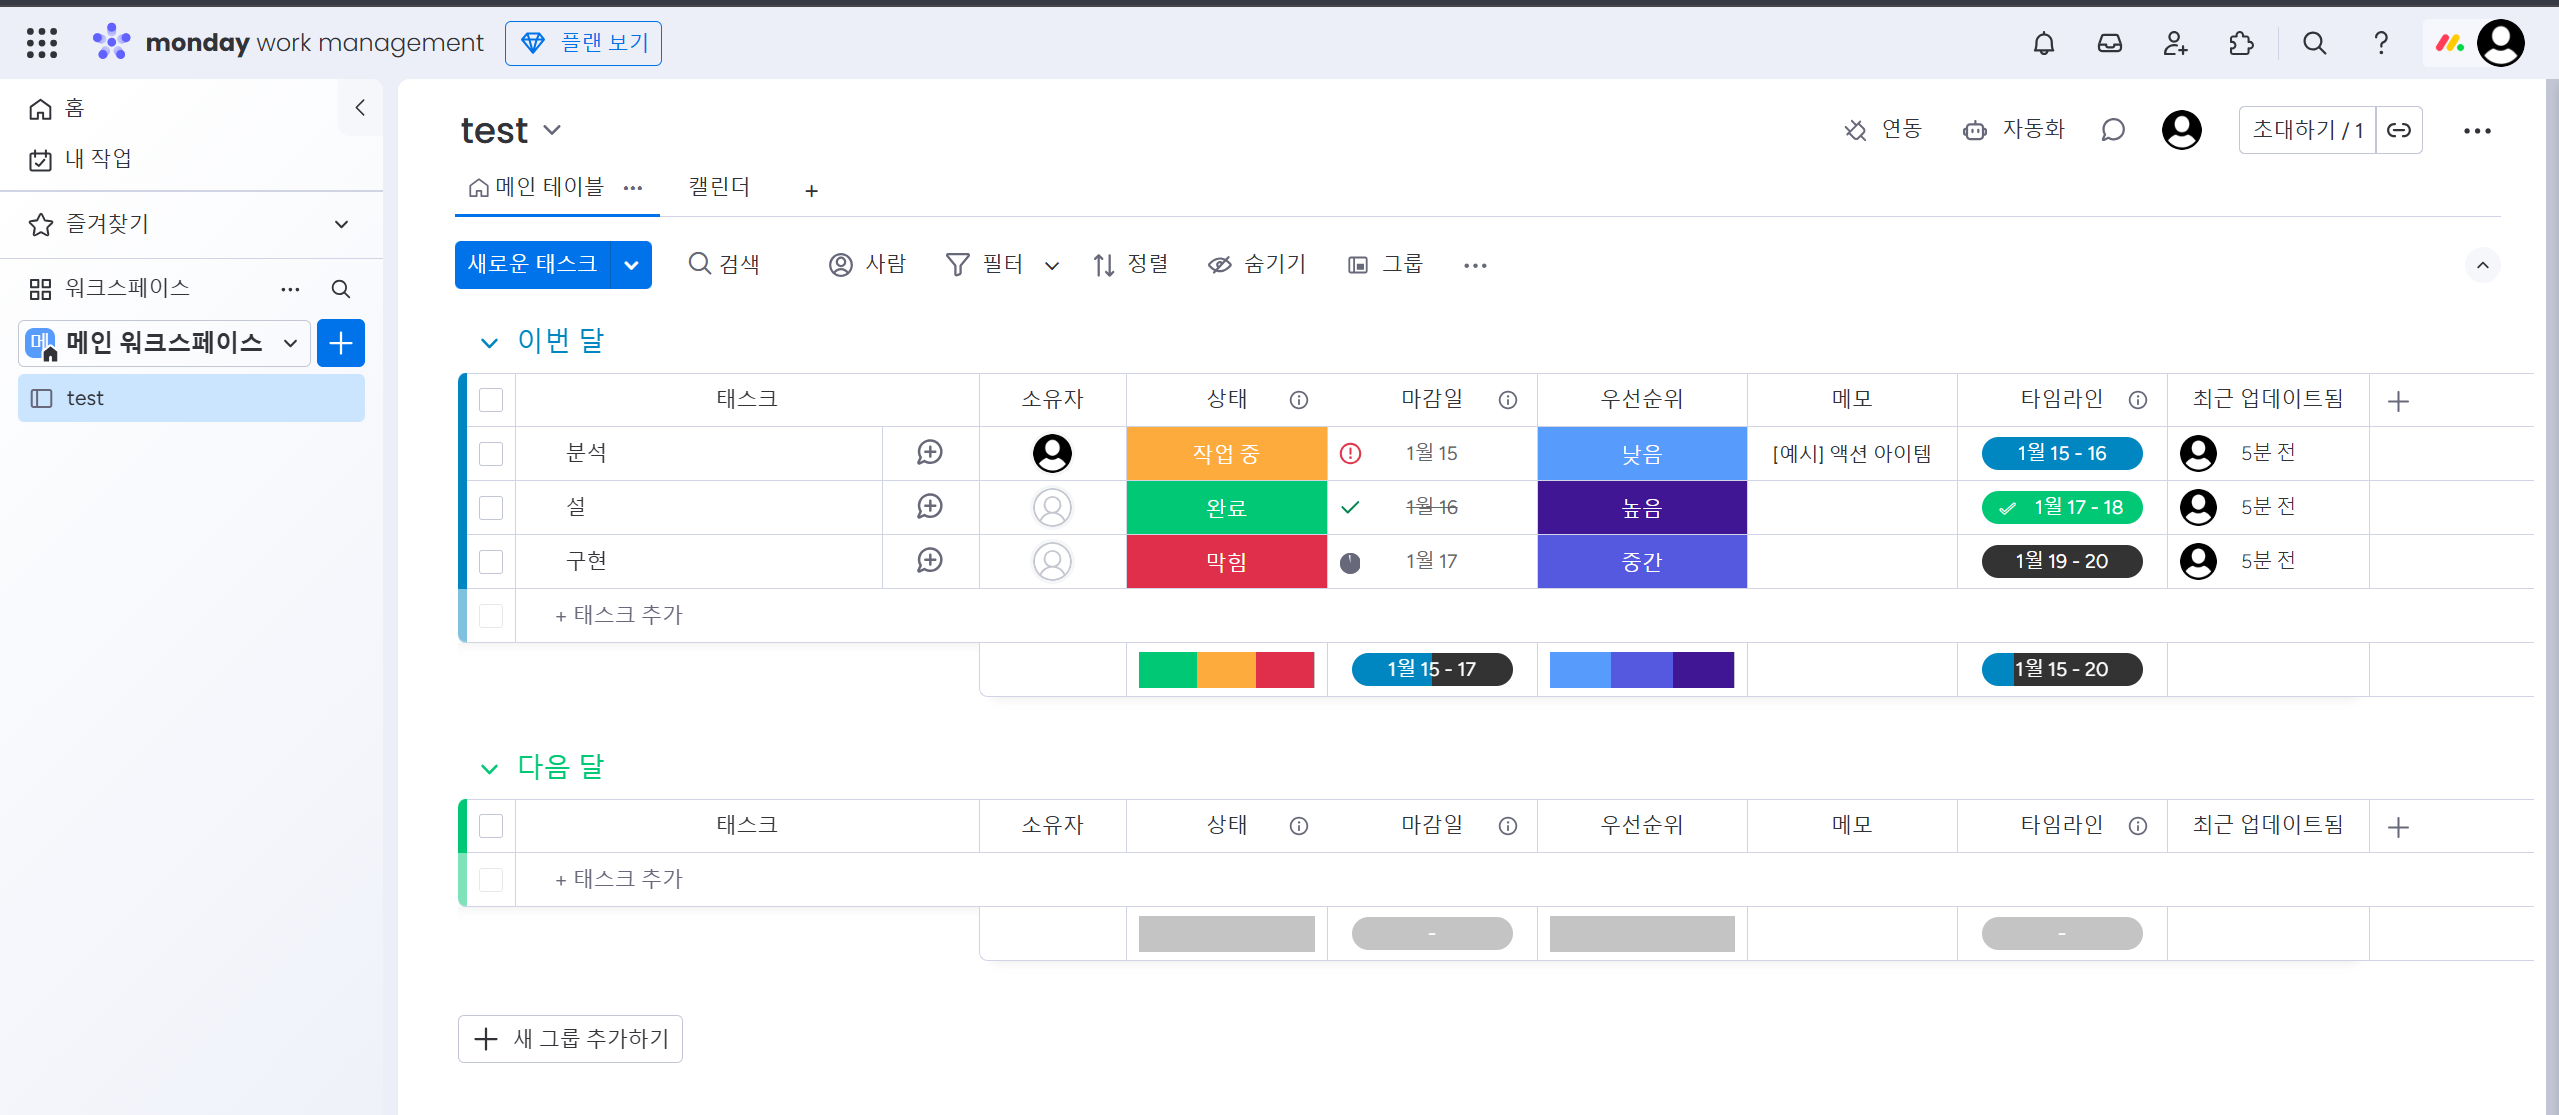 monday work management
플랜 보기
홈
내 작업
즐겨찾기
워크스페이스
메
메인 워크스페이스
test
test
연동
자동화
초대하기 / 1
메인 테이블
캘린더
+
새로운 태스크
검색
사람
필터
정렬
숨기기
그룹
이번 달
태스크 소유자 상태 마감일 우선순위 메모 타임라인 최근 업데이트됨
분석 작업 중 1월 15 낮음 [예시] 액션 아이템 1월 15 - 16 5분 전
설 완료 1월 16 높음 1월 17 - 18 5분 전
구현 막힘 1월 17 중간 1월 19 - 20 5분 전
+ 태스크 추가
1월 15 - 17 1월 15 - 20
다음 달
태스크 소유자 상태 마감일 우선순위 메모 타임라인 최근 업데이트됨
+ 태스크 추가
- -
새 그룹 추가하기